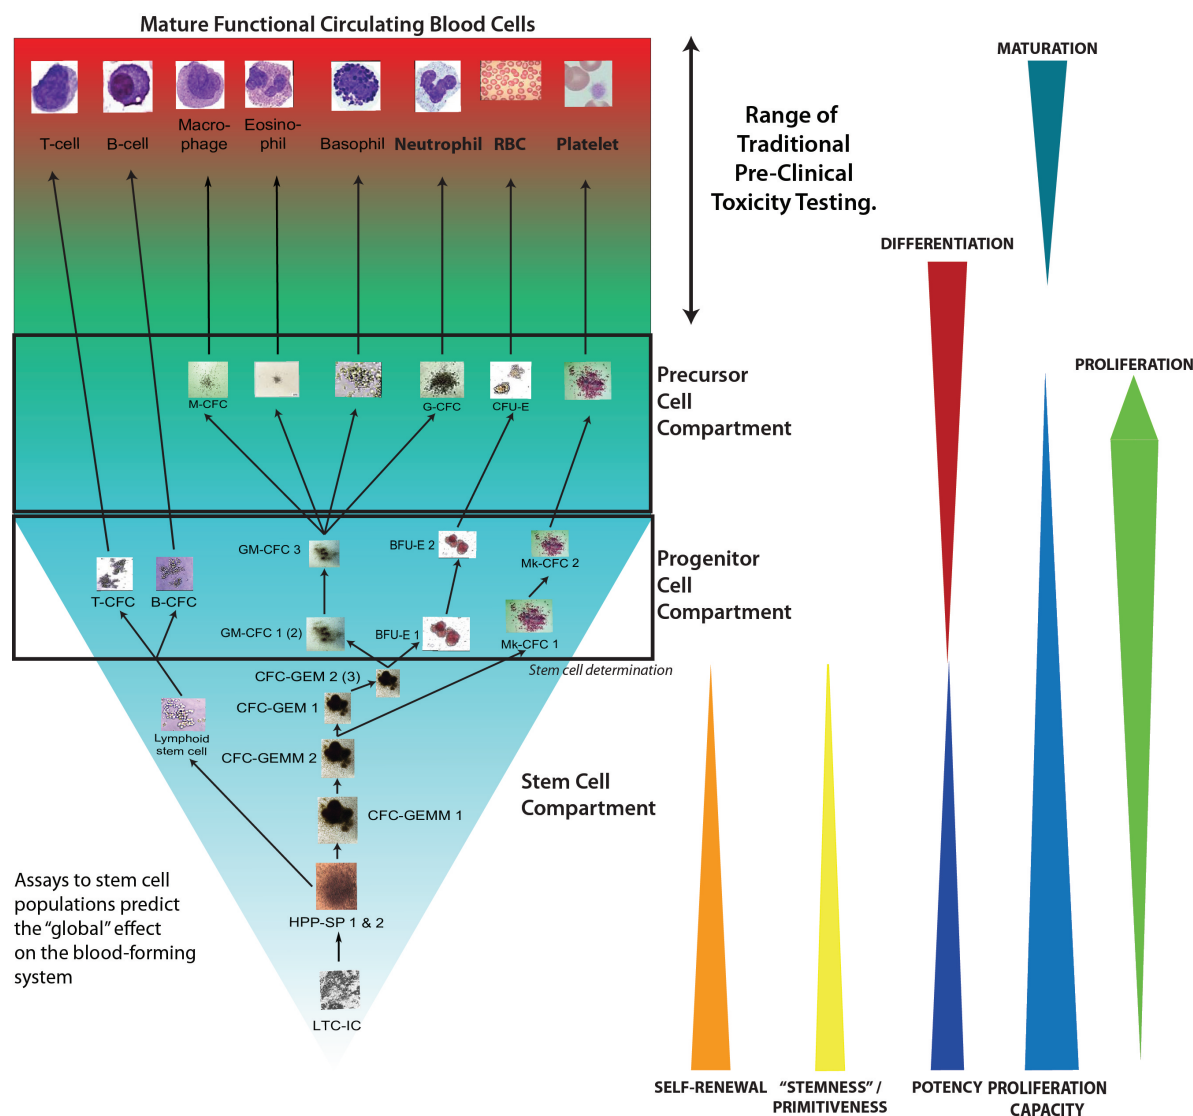 Mature Functional Circulating Blood Cells
T-cell
B-cell
Macro-
phage
Eosino-
phil
Basophil
Neutrophil
RBC
Platelet
Range of
Traditional
Pre-Clinical
Toxicity Testing.
MATURATION
DIFFERENTIATION
PROLIFERATION
M-CFC
G-CFC
CFU-E
Precursor
Cell
Compartment
GM-CFC 3
BFU-E 2
Mk-CFC 2
T-CFC
B-CFC
GM-CFC 1 (2)
BFU-E 1
Mk-CFC 1
Progenitor
Cell
Compartment
Stem cell determination
CFC-GEM 2 (3)
CFC-GEM 1
Lymphoid
stem cell
CFC-GEMM 2
CFC-GEMM 1
Stem Cell
Compartment
HPP-SP 1 & 2
LTC-IC
Assays to stem cell
populations predict
the “global” effect
on the blood-forming
system
SELF-RENEWAL
“STEMNESS” /
PRIMITIVENESS
POTENCY
PROLIFERATION
CAPACITY